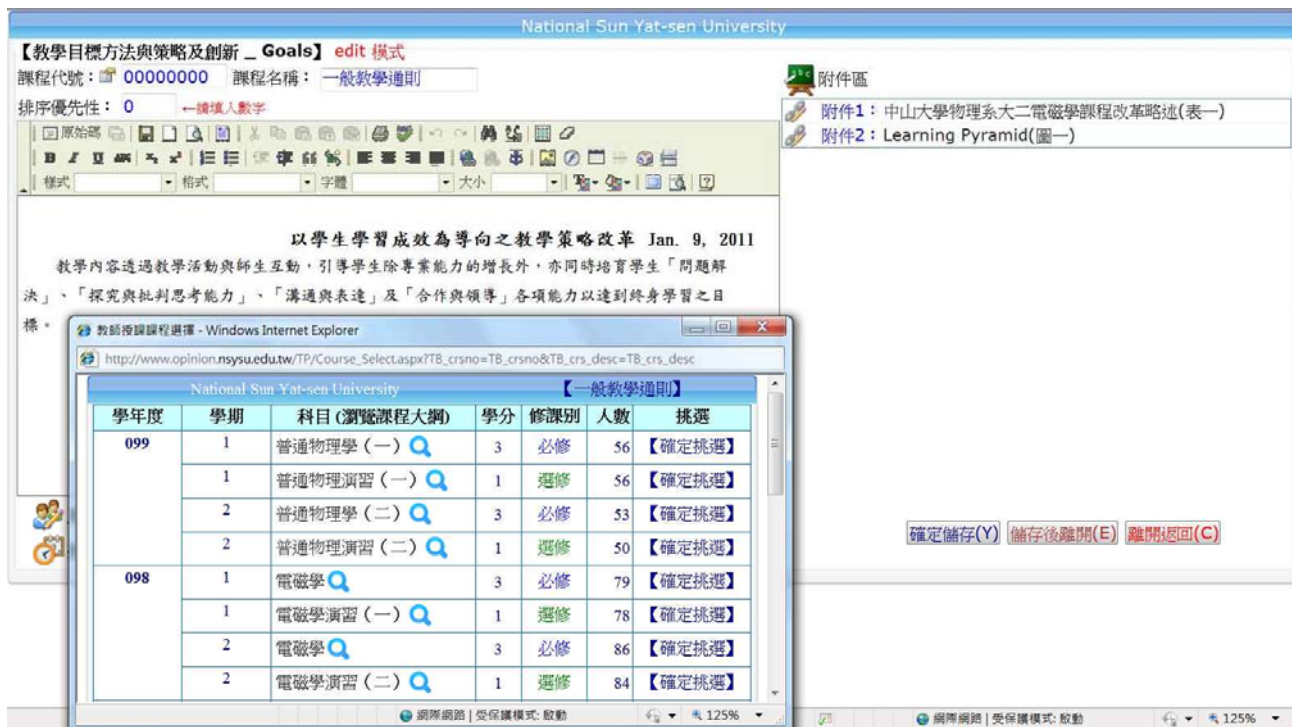 National Sun Yat-sen University
【教學目標方法與策略及創新 _ Goals】 edit 模式
課程代號： 00000000 課程名稱： 一般教學通則
排序優先性： 0 ←請填入數字
原始碼
樣式 格式 字體 大小
以學生學習成效為導向之教學策略改革 Jan. 9, 2011
教學內容透過教學活動與師生互動，引導學生除專業能力的增長外，亦同時培育學生「問題解
決」、「探究與批判思考能力」、「溝通與表達」及「合作與領導」各項能力以達到終身學習之目
標。
附件區
附件1：中山大學物理系大二電磁學課程改革略述(表一)
附件2：Learning Pyramid(圖一)
確定儲存(Y) 儲存後離開(E) 離開返回(C)
教師授課課程選擇 - Windows Internet Explorer
http://www.opinion.nsysu.edu.tw/TP/Course_Select.aspx?TB_crsno=TB_crsno&TB_crs_desc=TB_crs_desc
National Sun Yat-sen University 【一般教學通則】
學年度 學期 科目 (瀏覽課程大綱) 學分 修課別 人數 挑選
099 1 普通物理學（一） 3 必修 56 【確定挑選】
1 普通物理演習（一） 1 選修 56 【確定挑選】
2 普通物理學（二） 3 必修 53 【確定挑選】
2 普通物理演習（二） 1 選修 50 【確定挑選】
098 1 電磁學 3 必修 79 【確定挑選】
1 電磁學演習（一） 1 選修 78 【確定挑選】
2 電磁學 3 必修 86 【確定挑選】
2 電磁學演習（二） 1 選修 84 【確定挑選】
網際網路 | 受保護模式: 啟動 125%
網際網路 | 受保護模式: 啟動 125%